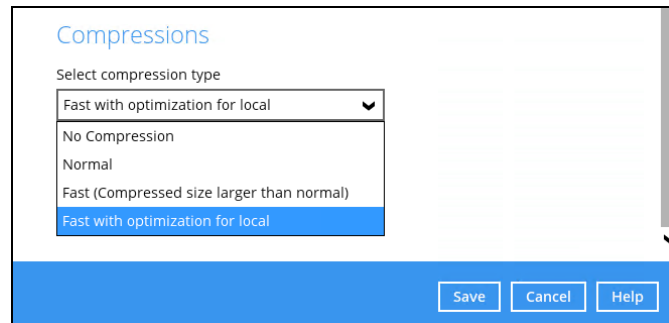 Compressions
Select compression type
Fast with optimization for local
No Compression
Normal
Fast (Compressed size larger than normal)
Fast with optimization for local
Save Cancel Help